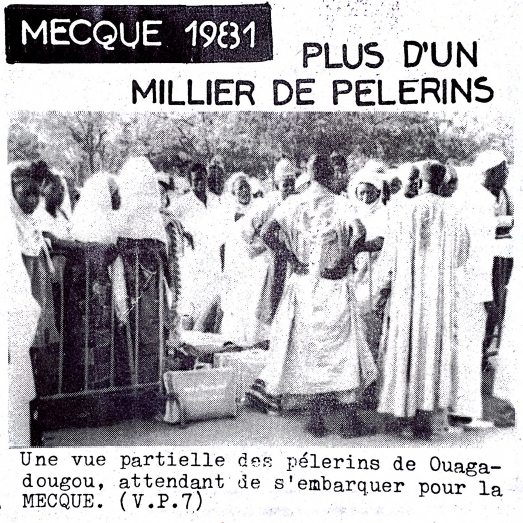 MECQUE 1981
PLUS D'UN
MILLIER DE PELERINS
Une vue partielle des pélerins de Ouaga-
dougou, attendant de s'embarquer pour la
MECQUE. (V.P.7)